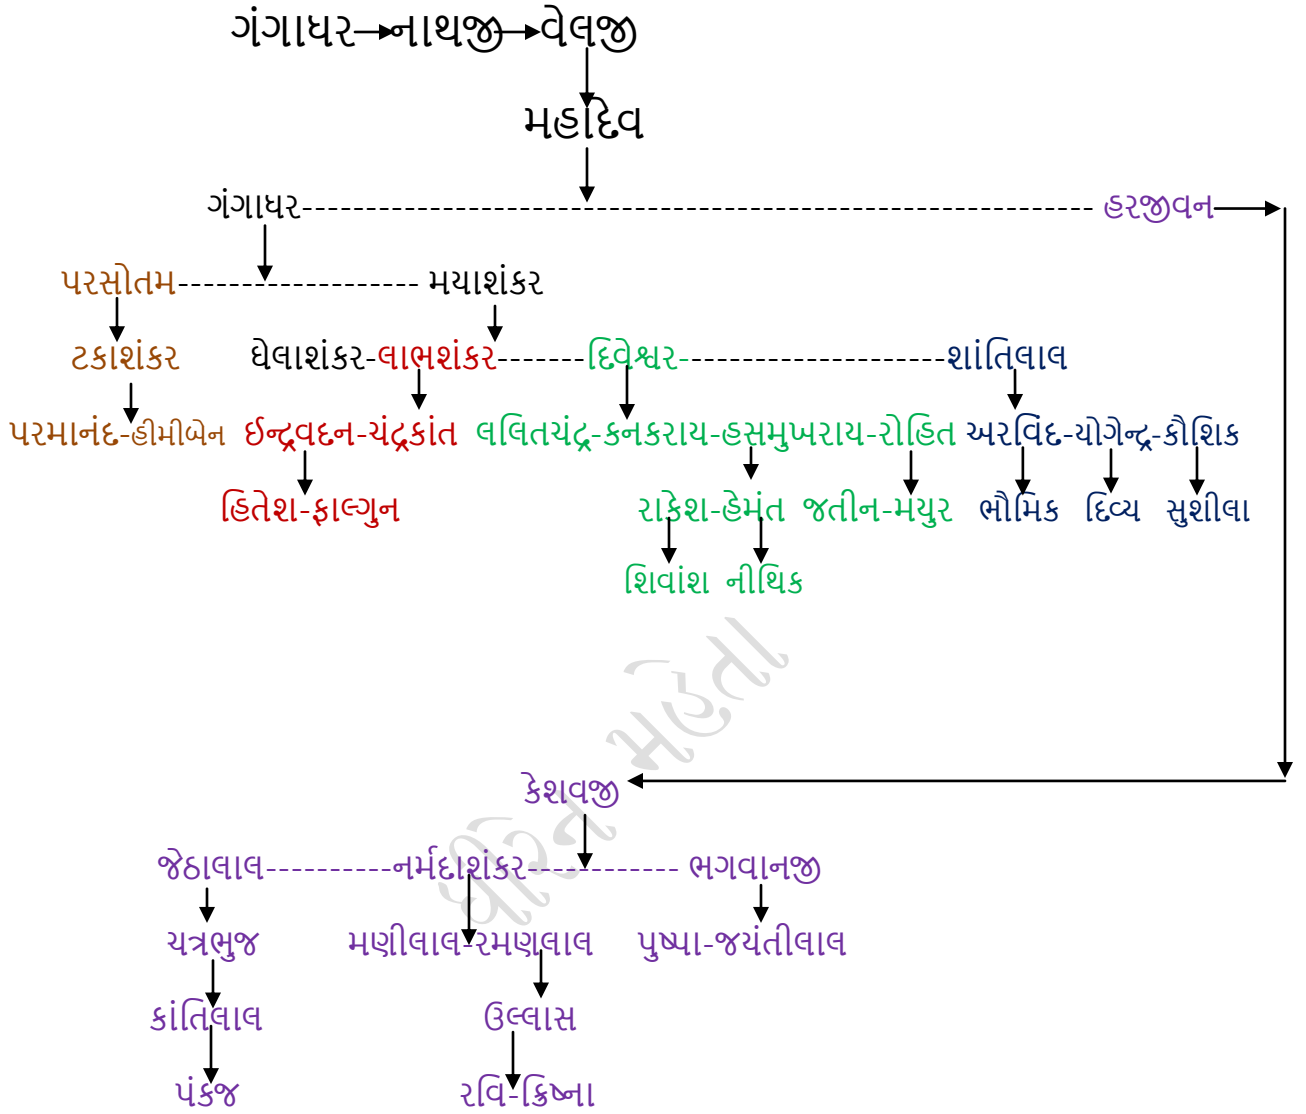 ગંગાધર નાથજી વેલજી
મહાદેવ
ગંગાધર હરજીવન
પરસોતમ મયાશંકર
ટકાશંકર ઘેલાશંકર-લાભશંકર દિવેશ્વર શાંતિલાલ
પરમાનંદ-હીમીબેન ઈન્દ્રવદન-ચંદ્રકાંત લલિતચંદ્ર-કનકરાય-હસમુખરાય-રોહિત અરવિંદ-યોગેન્દ્ર-કૌશિક
હિતેશ-ફાલ્ગુન રાકેશ-હેમંત જતીન-મયુર ભૌમિક દિવ્ય સુશીલા
શિવાંશ નીથિક
ધીરેન મહેતા
કેશવજી
જેઠાલાલ નર્મદાશંકર ભગવાનજી
ચત્રભુજ મણીલાલ-રમણલાલ પુષ્પા-જયંતીલાલ
કાંતિલાલ ઉલ્લાસ
પંકજ રવિ-ક્રિષ્ના